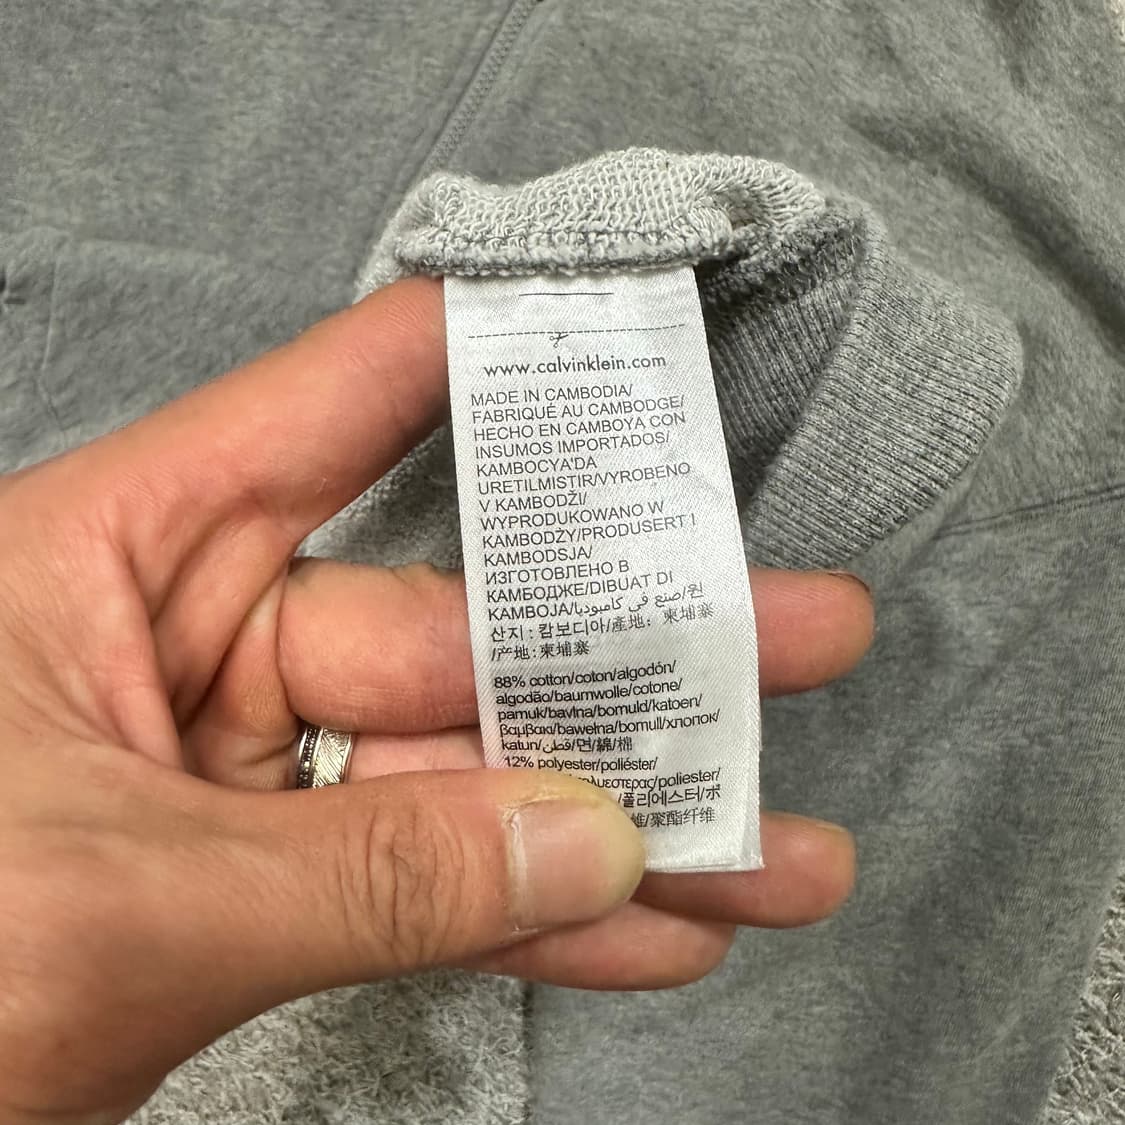 www.calvinklein.com
MADE IN CAMBODIA/
FABRIQUÉ AU CAMBODGE/
HECHO EN CAMBOYA CON
INSUMOS IMPORTADOS/
KAMBOCYA'DA
URETILMISTIR/VYROBENO
V KAMBODŽI/
WYPRODUKOWANO W
KAMBODŻY/PRODUSERT I
KAMBODSJA/
ИЗГОТОВЛЕНО В
КАМБОДЖЕ/DIBUAT DI
KAMBOJA/صنع في كامبوديا/원
산지 : 캄보디아/產地: 柬埔寨
/产地:柬埔寨
88% cotton/coton/algodón/
algodão/baumwolle/cotone/
pamuk/bavlna/bomuld/katoen/
βαμβακι/bawełna/bomull/хлопок/
katun/قطن/면/綿/棉
12% polyester/poliéster/
λυεστερας/poliester/
/폴리에스터/ポ
/聚酯纤维